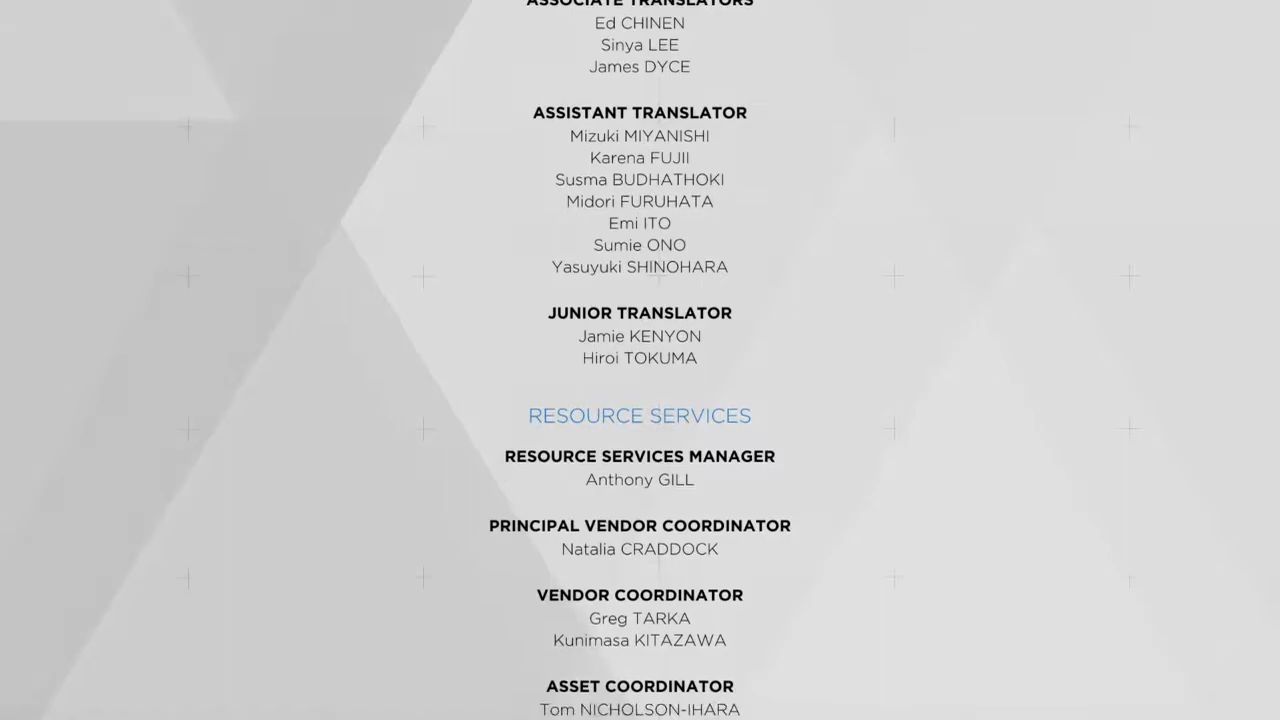 ASSOCIATE TRANSLATORS
Ed CHINEN
Sinya LEE
James DYCE
ASSISTANT TRANSLATOR
Mizuki MIYANISHI
Karena FUJII
Susma BUDHATHOKI
Midori FURUHATA
Emi ITO
Sumie ONO
Yasuyuki SHINOHARA
JUNIOR TRANSLATOR
Jamie KENYON
Hiroi TOKUMA
RESOURCE SERVICES
RESOURCE SERVICES MANAGER
Anthony GILL
PRINCIPAL VENDOR COORDINATOR
Natalia CRADDOCK
VENDOR COORDINATOR
Greg TARKA
Kunimasa KITAZAWA
ASSET COORDINATOR
Tom NICHOLSON-IHARA